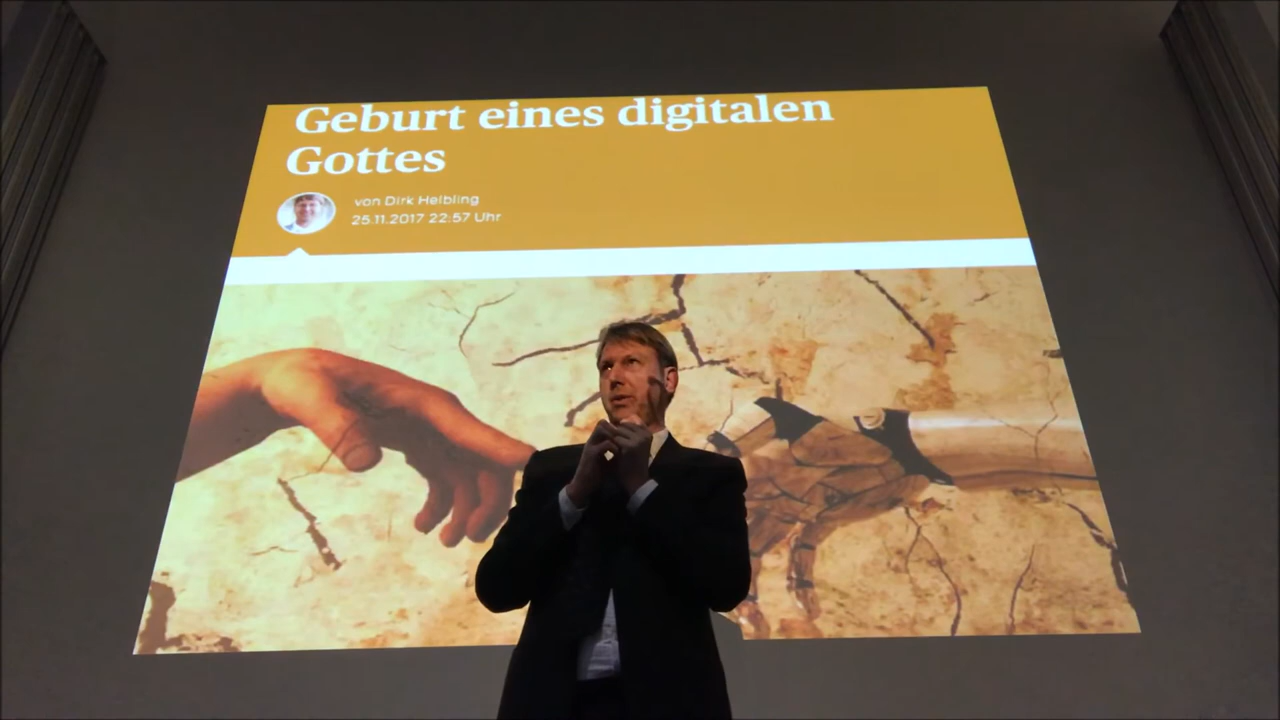 Geburt eines digitalen
Gottes
von Dirk Helbling
25.11.2017 22:57 Uhr